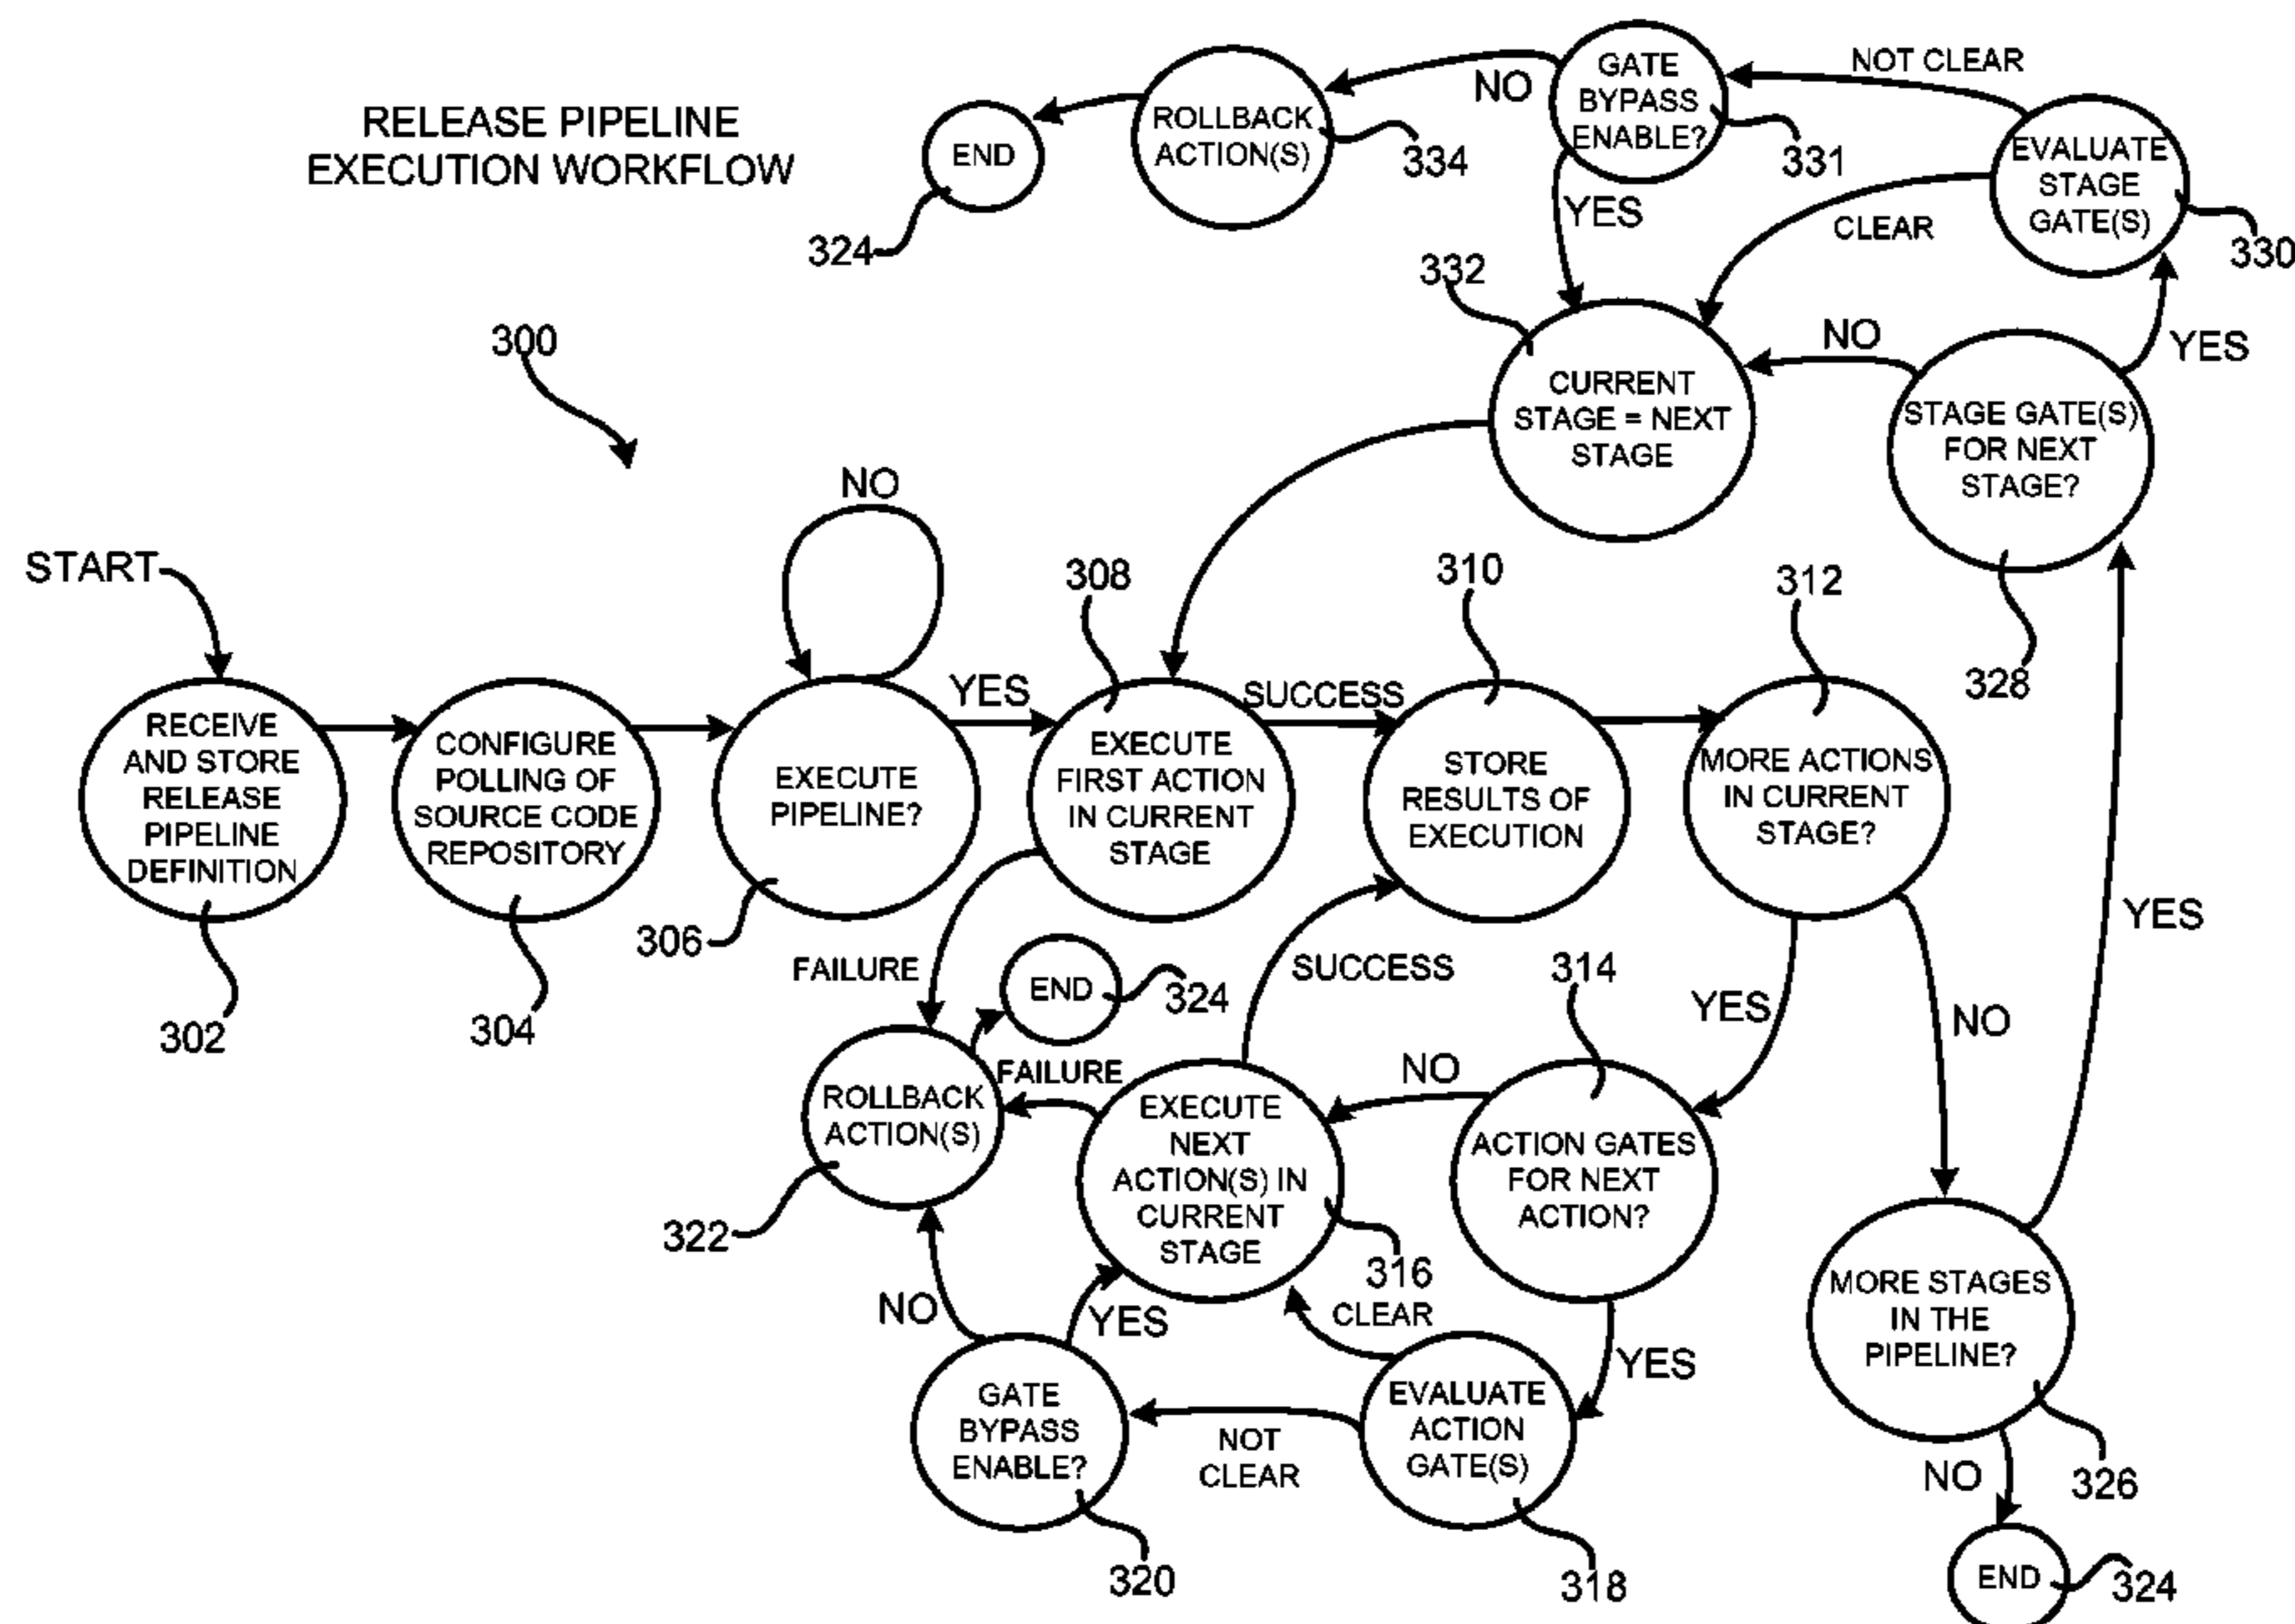 RELEASE PIPELINE
EXECUTION WORKFLOW
END
324
ROLLBACK
ACTION(S)
334
NO
GATE
BYPASS
ENABLE?
331
YES
NOT CLEAR
EVALUATE
STAGE
GATE(S)
330
CLEAR
332
CURRENT
STAGE = NEXT
STAGE
NO
STAGE GATE(S)
FOR NEXT
STAGE?
328
YES
300
START
RECEIVE
AND STORE
RELEASE
PIPELINE
DEFINITION
302
CONFIGURE
POLLING OF
SOURCE CODE
REPOSITORY
304
NO
EXECUTE
PIPELINE?
306
YES
308
EXECUTE
FIRST ACTION
IN CURRENT
STAGE
SUCCESS
310
STORE
RESULTS OF
EXECUTION
312
MORE ACTIONS
IN CURRENT
STAGE?
YES
FAILURE
END
324
SUCCESS
314
YES
NO
ROLLBACK
ACTION(S)
322
FAILURE
EXECUTE
NEXT
ACTION(S) IN
CURRENT
STAGE
316
NO
ACTION GATES
FOR NEXT
ACTION?
NO
YES
CLEAR
YES
GATE
BYPASS
ENABLE?
320
NOT
CLEAR
EVALUATE
ACTION
GATE(S)
318
MORE STAGES
IN THE
PIPELINE?
326
NO
END
324